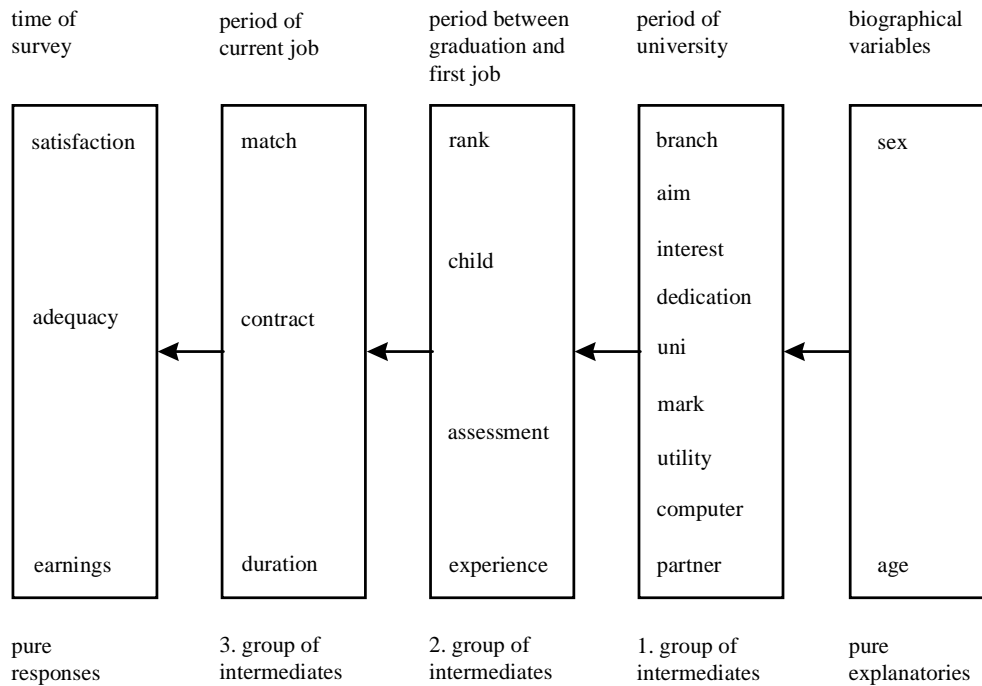 time of
survey
period of
current job
period between
graduation and
first job
period of
university
biographical
variables
satisfaction
adequacy
earnings
match
contract
duration
rank
child
assessment
experience
branch
aim
interest
dedication
uni
mark
utility
computer
partner
sex
age
pure
responses
3. group of
intermediates
2. group of
intermediates
1. group of
intermediates
pure
explanatories